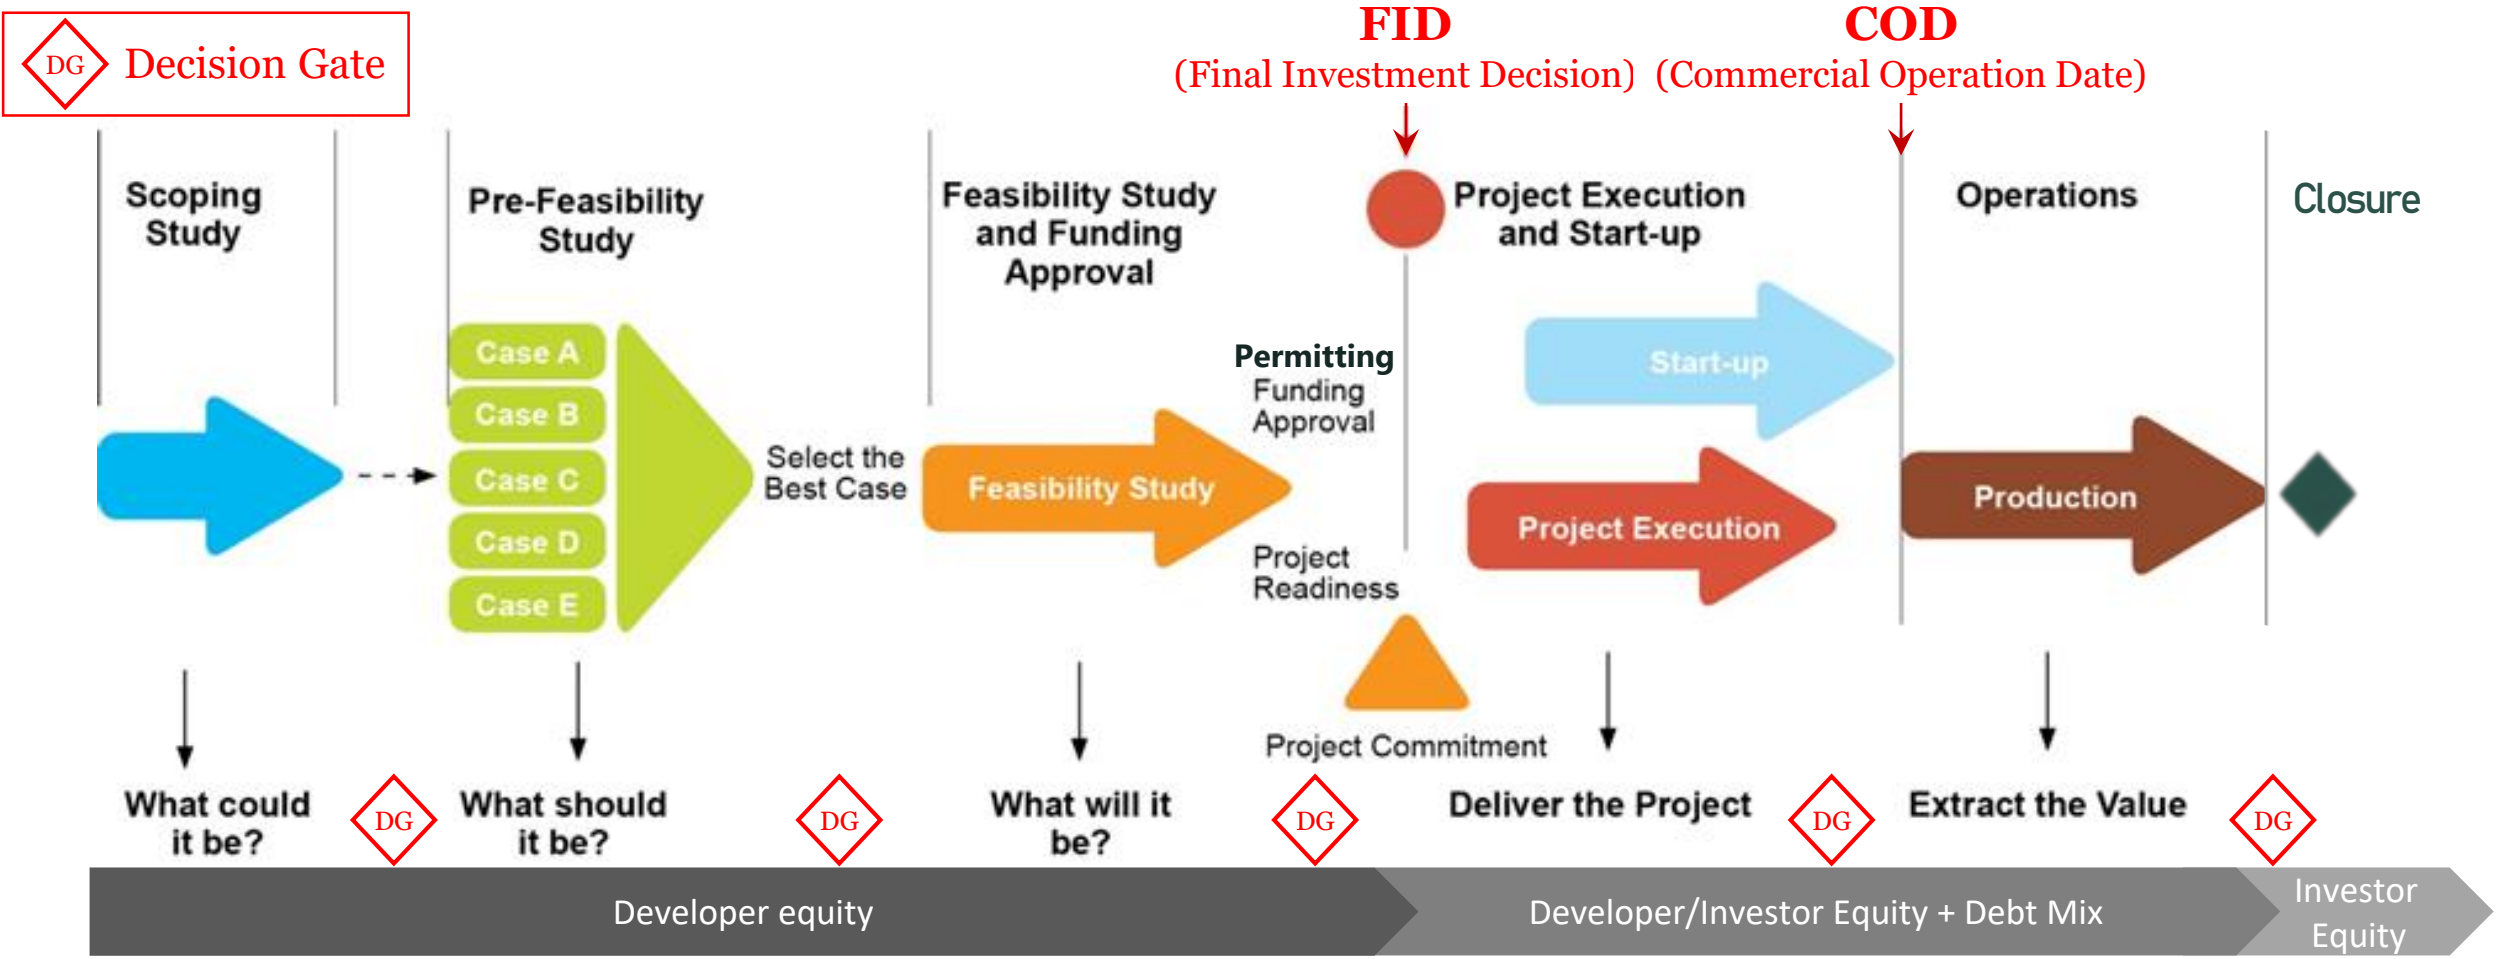 FID
COD
DG Decision Gate
(Final Investment Decision) (Commercial Operation Date)
Scoping
Study
Pre-Feasibility
Study
Feasibility Study
and Funding
Approval
Project Execution
and Start-up
Operations
Closure
Case A
Case B
Case C
Case D
Case E
Select the
Best Case
Feasibility Study
Permitting
Funding
Approval
Project
Readiness
Start-up
Project Execution
Production
Project Commitment
What could
it be?
DG
What should
it be?
DG
What will it
be?
DG
Deliver the Project
DG
Extract the Value
DG
Developer equity
Developer/Investor Equity + Debt Mix
Investor
Equity